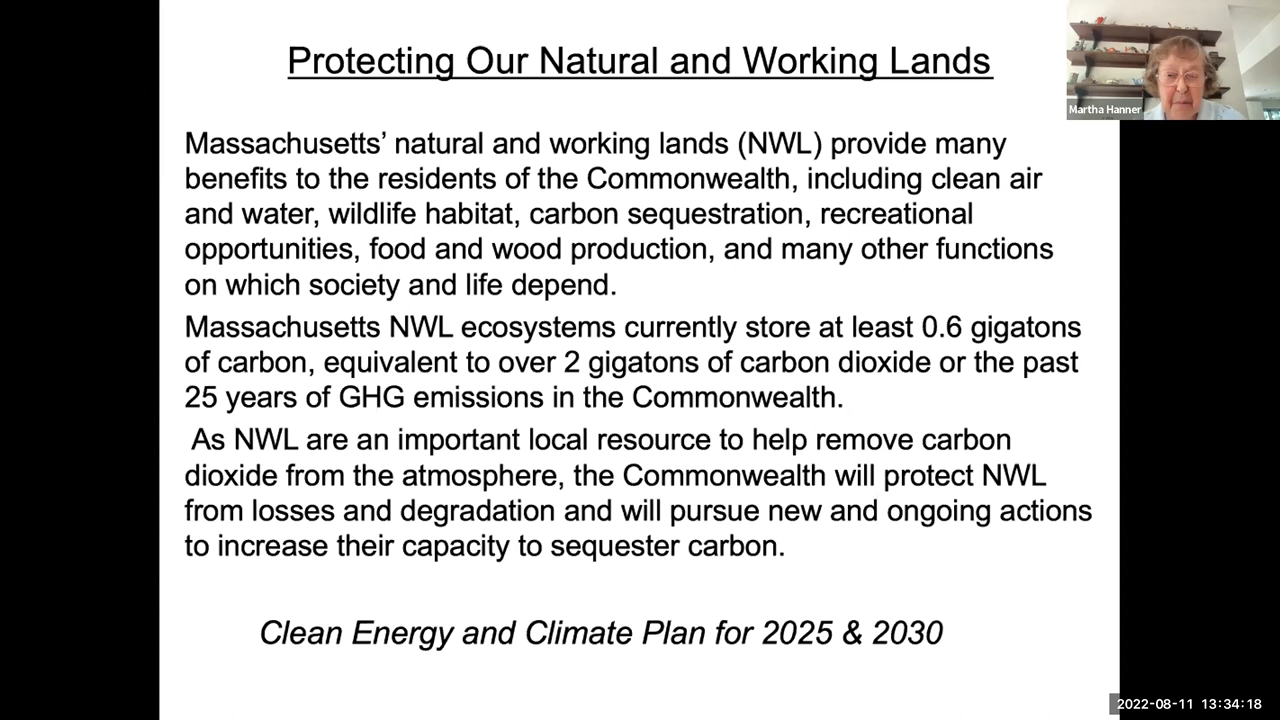 Protecting Our Natural and Working Lands
Martha Hanner
Massachusetts’ natural and working lands (NWL) provide many
benefits to the residents of the Commonwealth, including clean air
and water, wildlife habitat, carbon sequestration, recreational
opportunities, food and wood production, and many other functions
on which society and life depend.
Massachusetts NWL ecosystems currently store at least 0.6 gigatons
of carbon, equivalent to over 2 gigatons of carbon dioxide or the past
25 years of GHG emissions in the Commonwealth.
As NWL are an important local resource to help remove carbon
dioxide from the atmosphere, the Commonwealth will protect NWL
from losses and degradation and will pursue new and ongoing actions
to increase their capacity to sequester carbon.
Clean Energy and Climate Plan for 2025 & 2030
2022-08-11 13:34:18